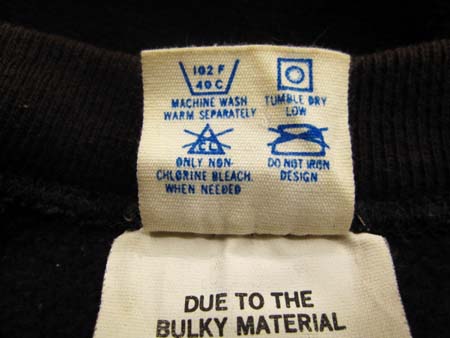 102 F
40 C
MACHINE WASH
WARM SEPARATELY
TUMBLE DRY
LOW
CL
ONLY NON-
CHLORINE BLEACH.
WHEN NEEDED
DO NOT IRON
DESIGN
DUE TO THE
BULKY MATERIAL